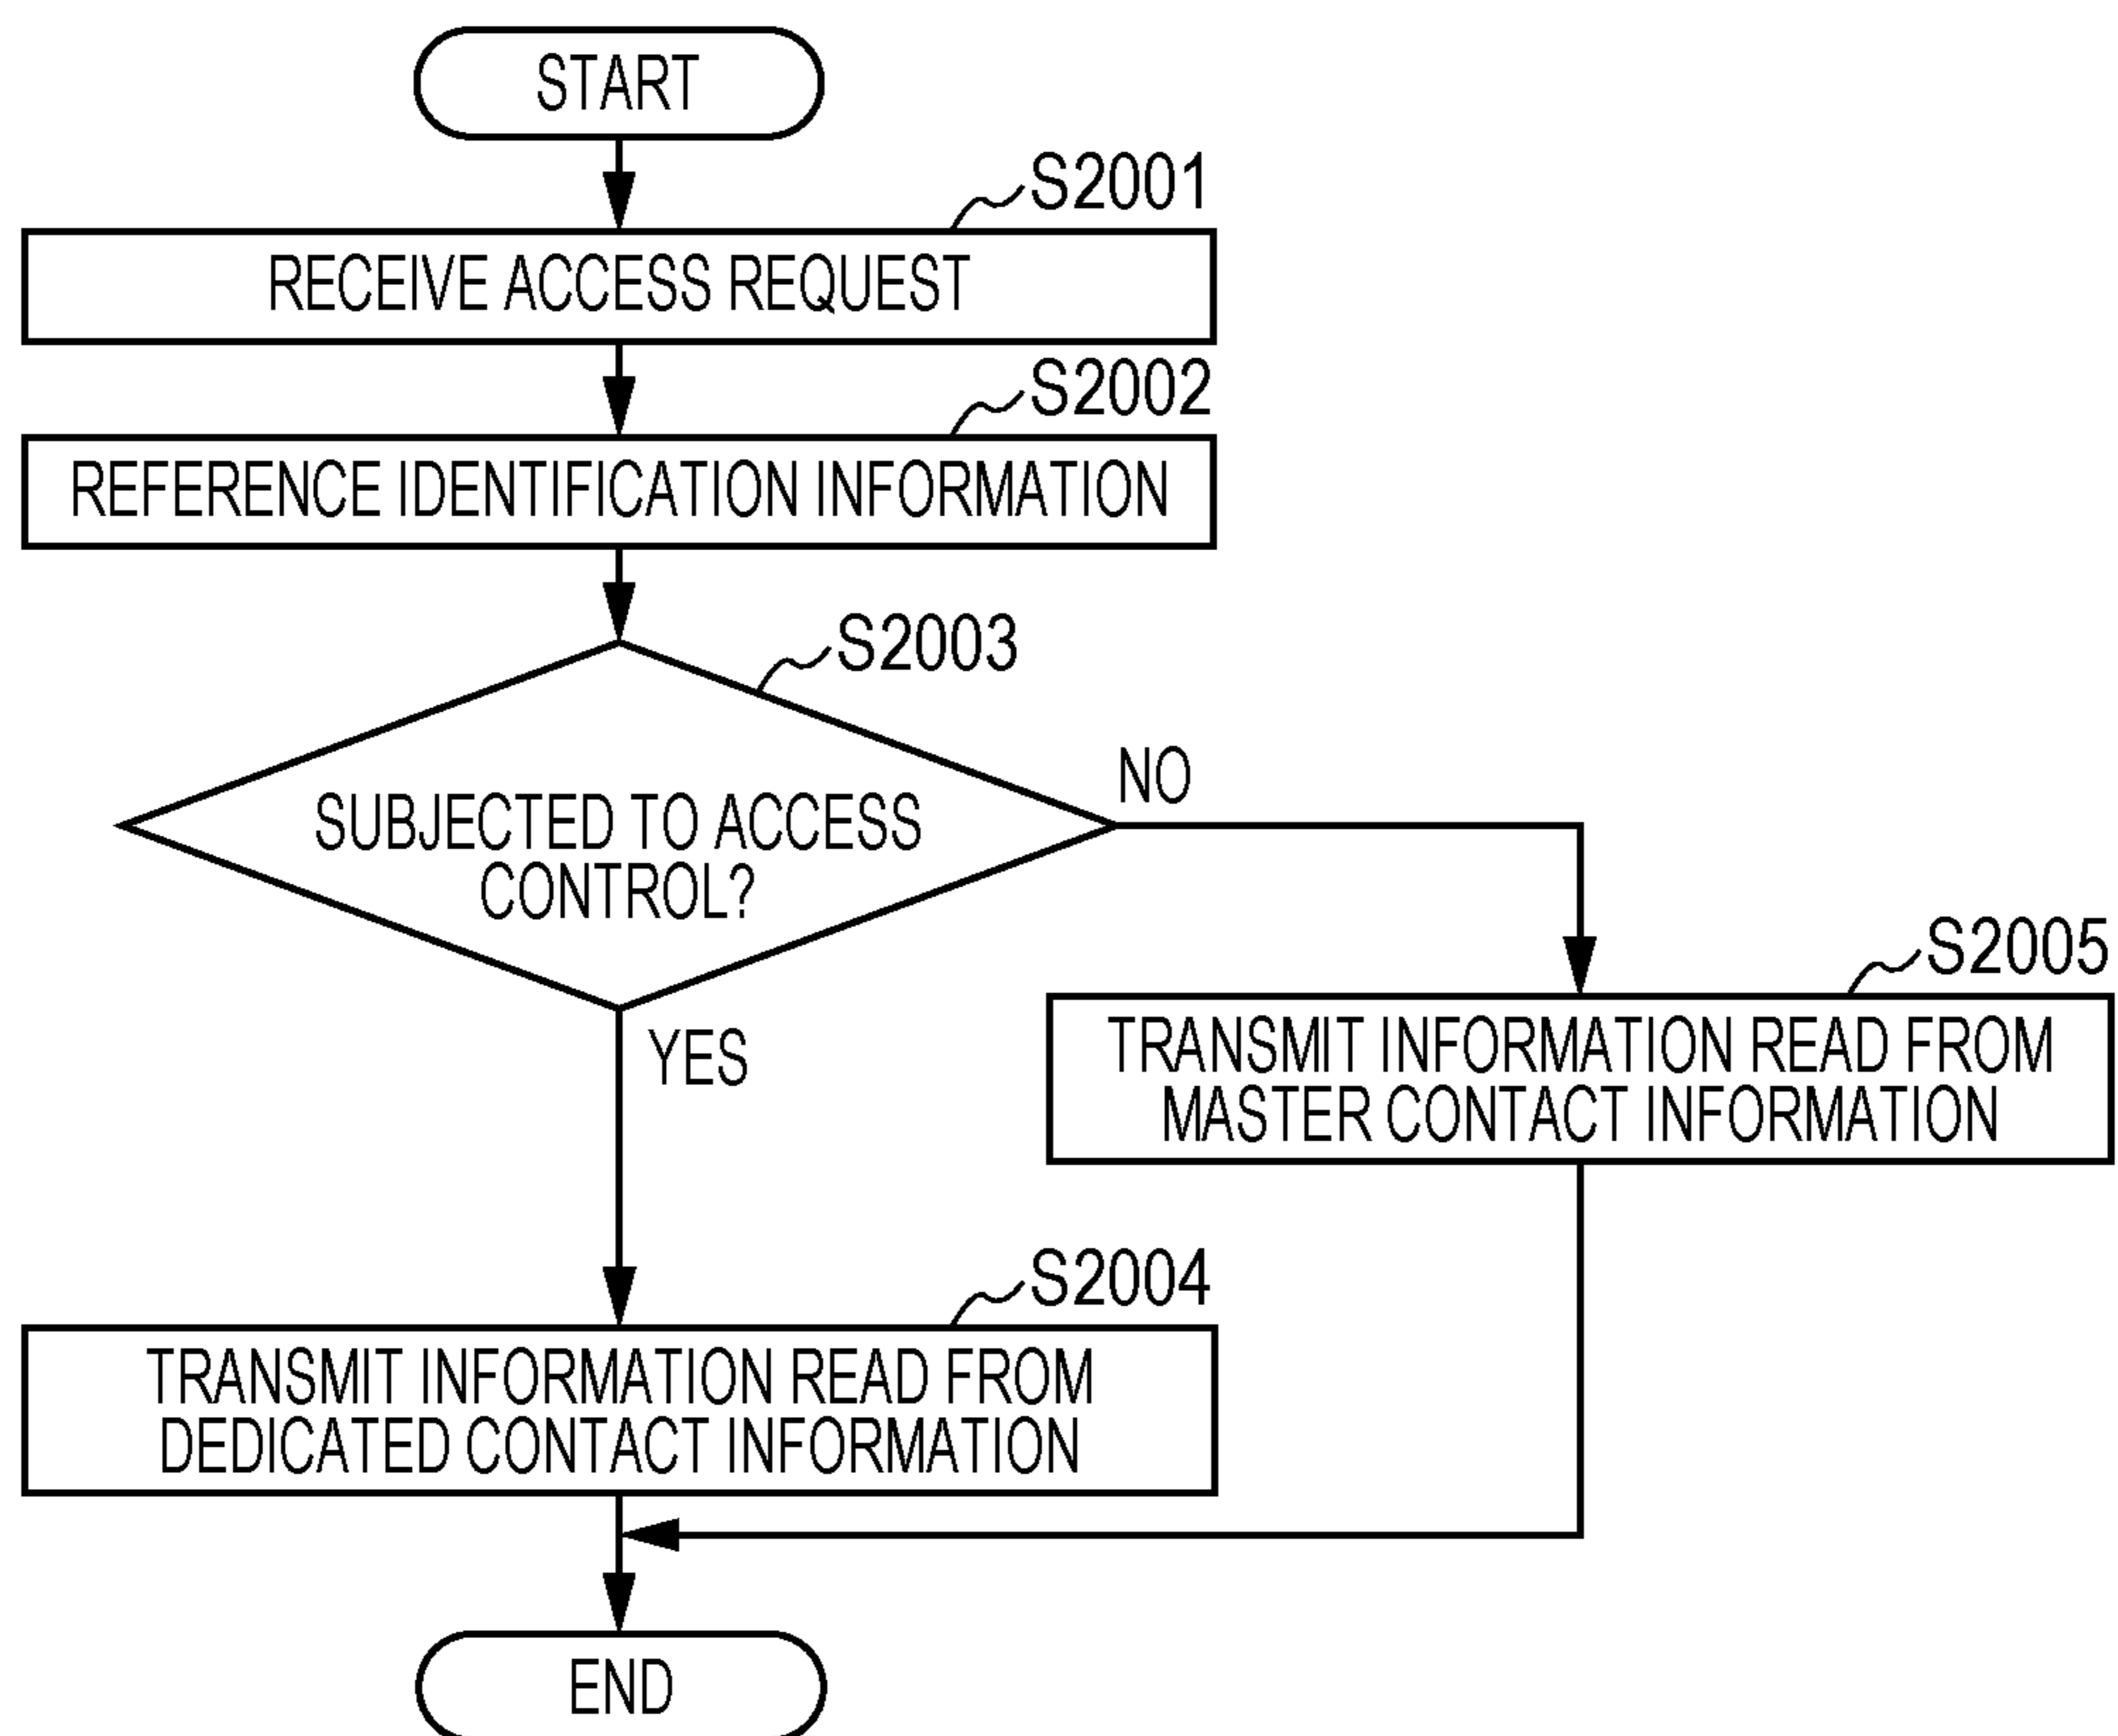 START
S2001
RECEIVE ACCESS REQUEST
S2002
REFERENCE IDENTIFICATION INFORMATION
S2003
SUBJECTED TO ACCESS
CONTROL?
NO
YES
S2005
TRANSMIT INFORMATION READ FROM
MASTER CONTACT INFORMATION
S2004
TRANSMIT INFORMATION READ FROM
DEDICATED CONTACT INFORMATION
END